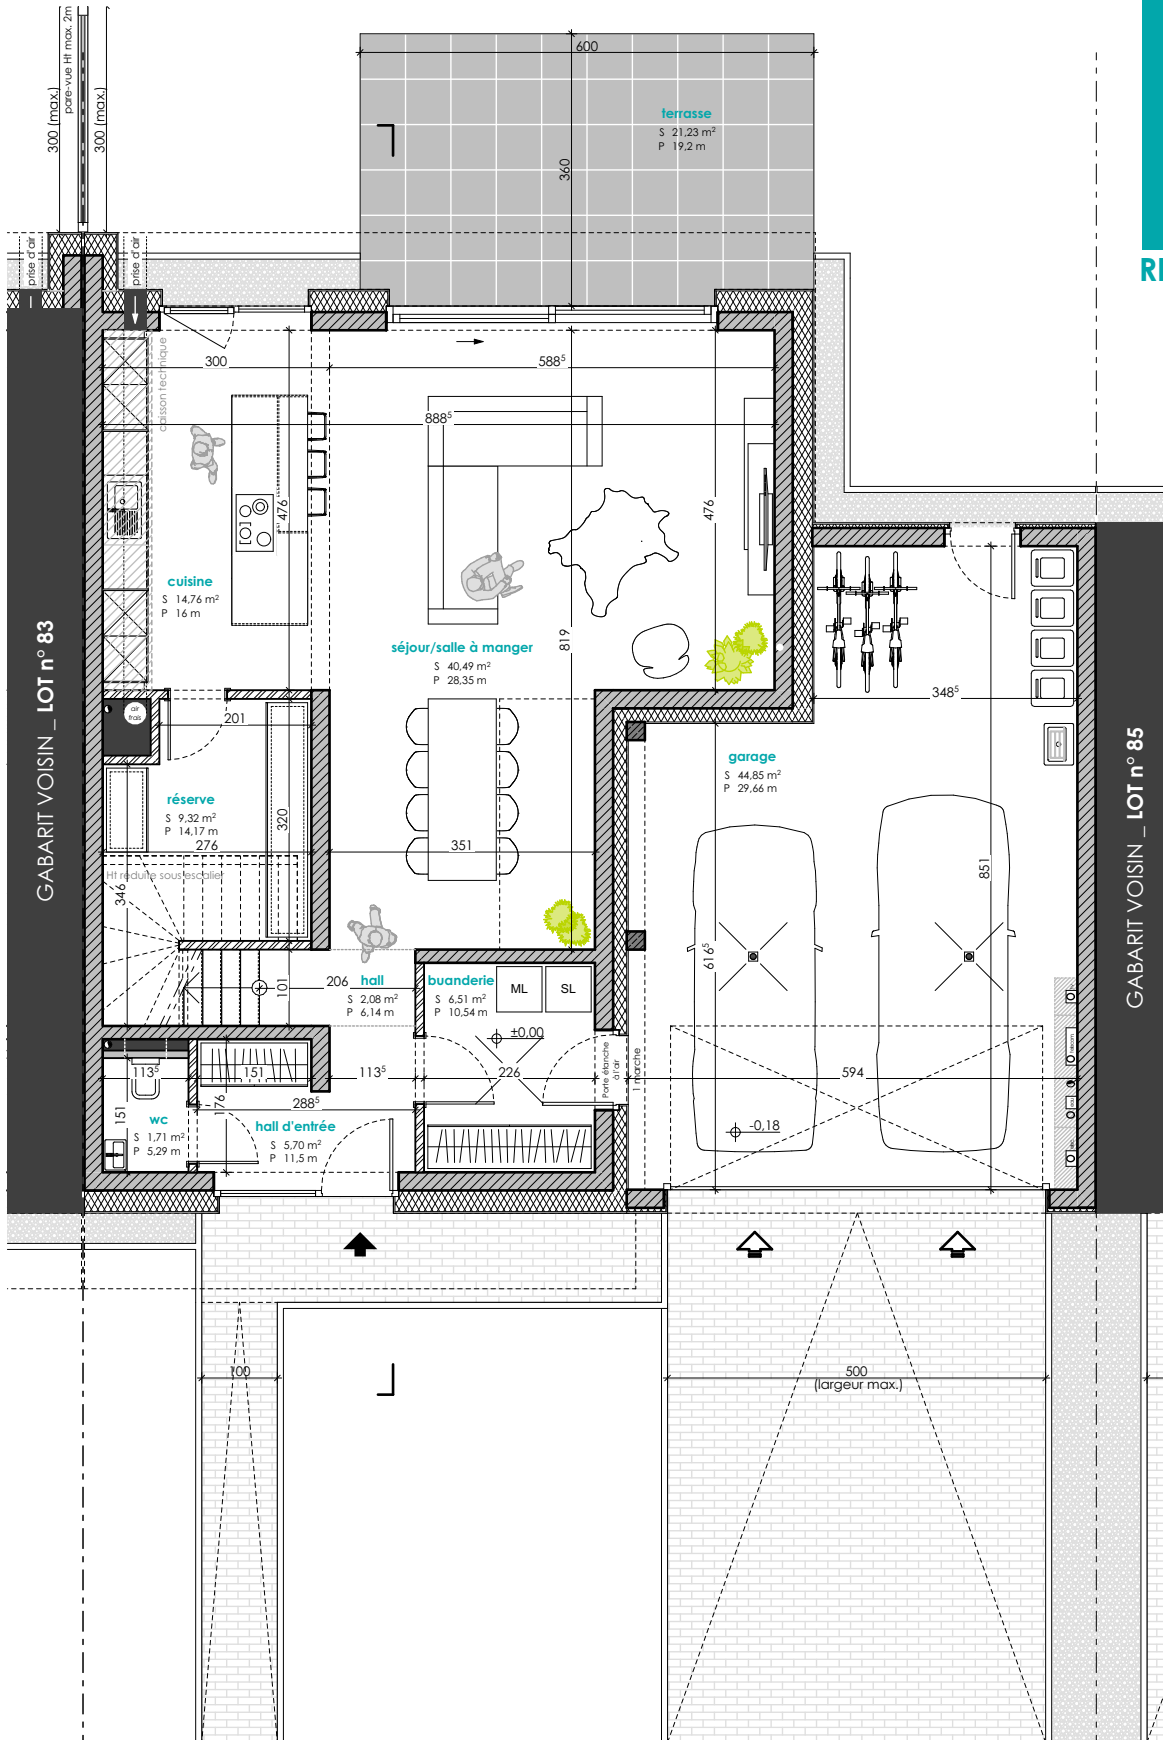 pare-vue Ht max. 2m
300 (max.)
300 (max.)
600
terrasse
S 21,23 m²
P 19,2 m
360
RE
prise d'air
prise d'air
caisson technique
300
588⁵
888⁵
476
476
cuisine
S 14,76 m²
P 16 m
séjour/salle à manger
S 40,49 m²
P 28,35 m
819
GABARIT VOISIN _ LOT n° 83
348⁵
air
frais
201
garage
S 44,85 m²
P 29,66 m
GABARIT VOISIN _ LOT n° 85
réserve
S 9,32 m²
P 14,17 m
320
276
351
851
Ht réduite sous escalier
346
616⁵
101
206
hall
S 2,08 m²
P 6,14 m
buanderie
S 6,51 m²
P 10,54 m
ML
SL
±0,00
Porte étanche
à l'air
1 marche
113⁵
151
113⁵
226
594
176
288⁵
151
wc
S 1,71 m²
P 5,29 m
hall d'entrée
S 5,70 m²
P 11,5 m
-0,18
100
500
(largeur max.)